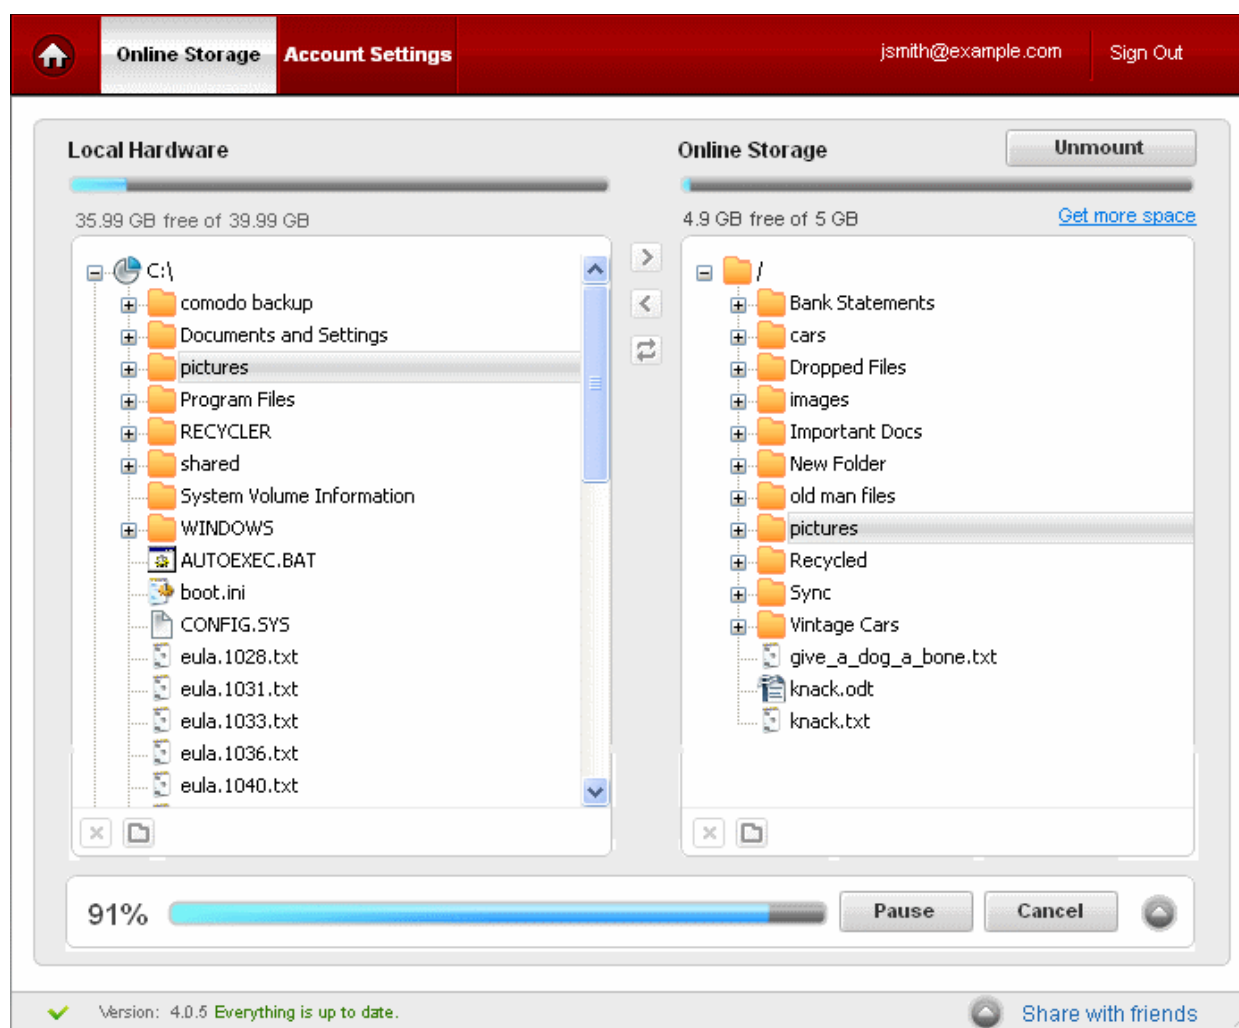 Online Storage
Account Settings
jsmith@example.com
Sign Out
Local Hardware
35.99 GB free of 39.99 GB
C:\
comodo backup
Documents and Settings
pictures
Program Files
RECYCLER
shared
System Volume Information
WINDOWS
AUTOEXEC.BAT
boot.ini
CONFIG.SYS
eula.1028.txt
eula.1031.txt
eula.1033.txt
eula.1036.txt
eula.1040.txt
Online Storage
Unmount
4.9 GB free of 5 GB
Get more space
/
Bank Statements
cars
Dropped Files
images
Important Docs
New Folder
old man files
pictures
Recycled
Sync
Vintage Cars
give_a_dog_a_bone.txt
knack.odt
knack.txt
91%
Pause
Cancel
Version: 4.0.5 Everything is up to date.
Share with friends